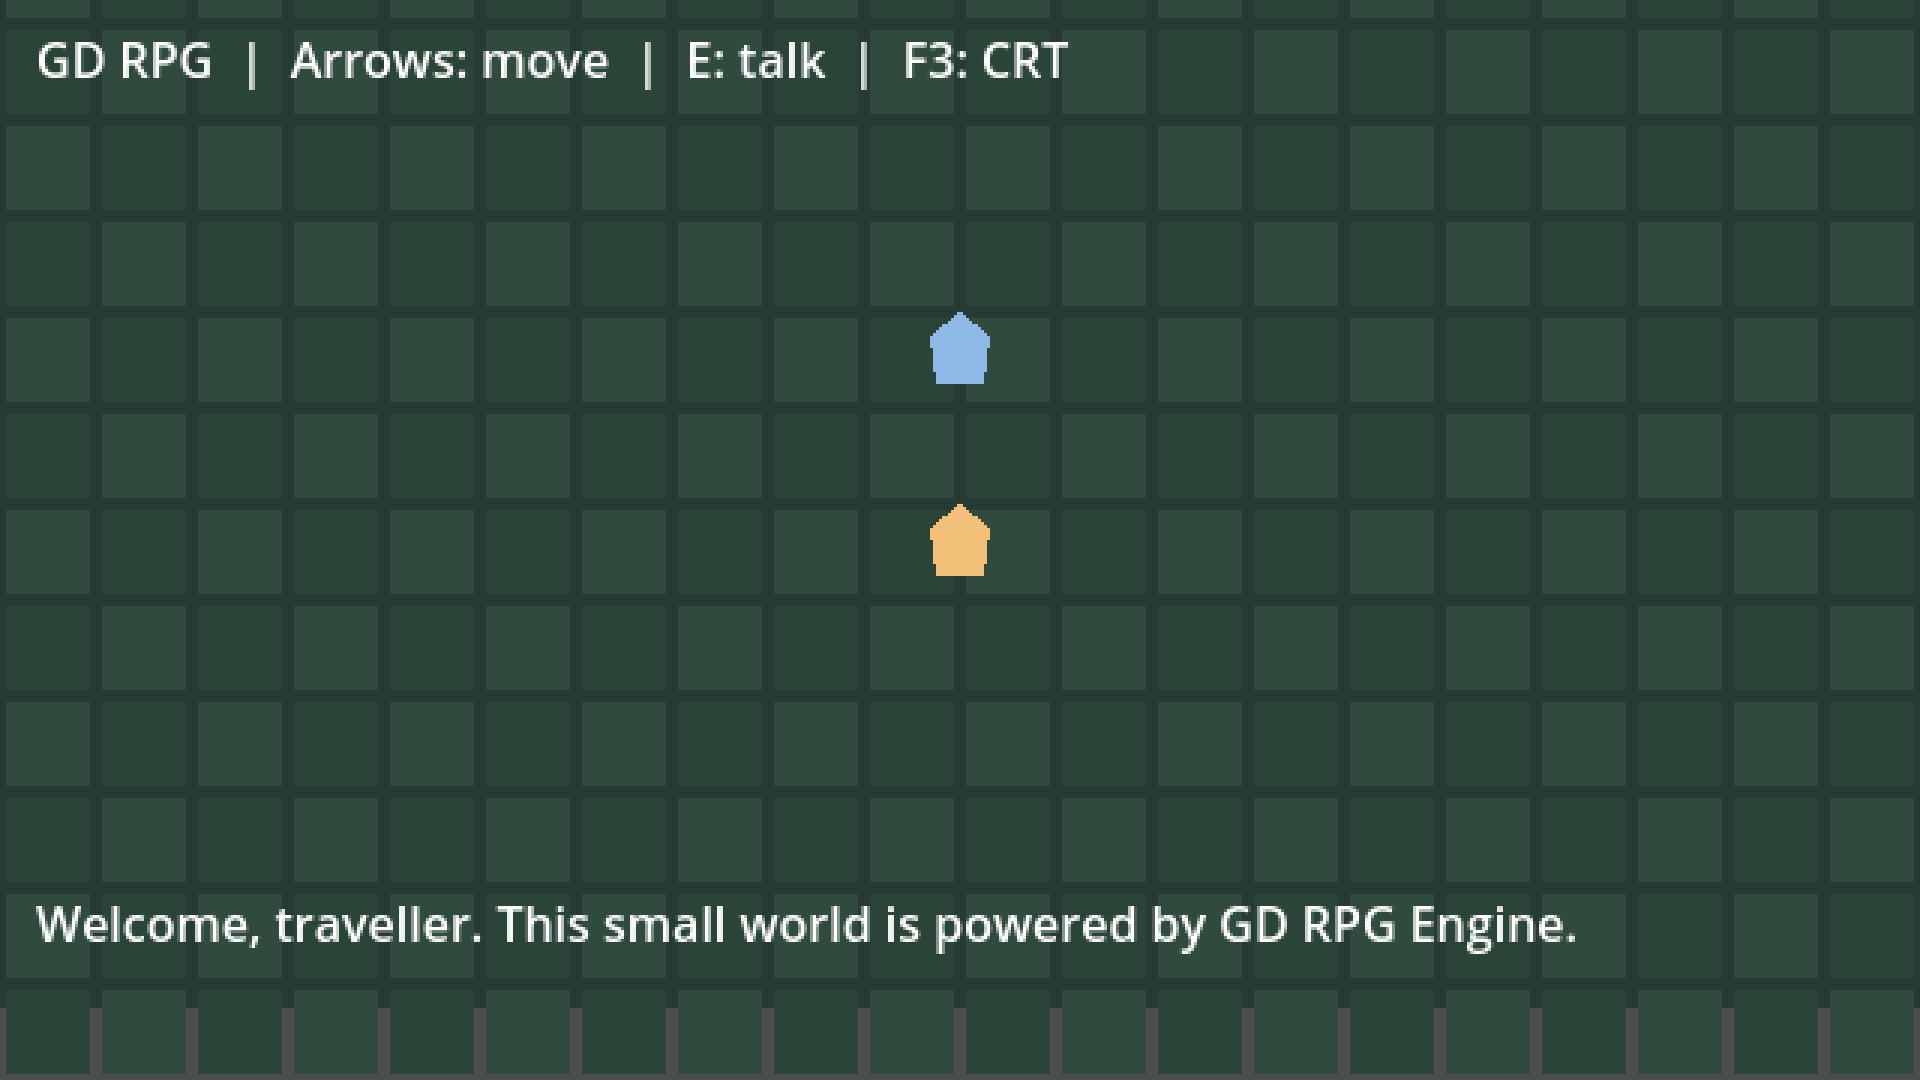 GD RPG | Arrows: move | E: talk | F3: CRT
Welcome, traveller. This small world is powered by GD RPG Engine.